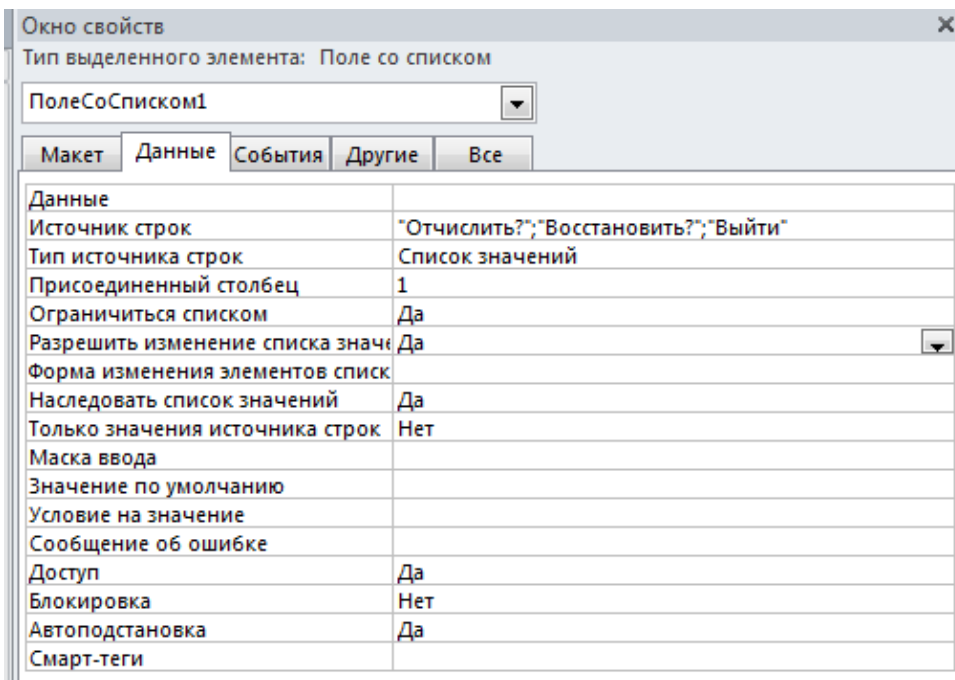 Окно свойств
Тип выделенного элемента: Поле со списком
ПолеСоСписком1
Макет Данные События Другие Все
Данные
Источник строк "Отчислить?";"Восстановить?";"Выйти"
Тип источника строк Список значений
Присоединенный столбец 1
Ограничиться списком Да
Разрешить изменение списка значе Да
Форма изменения элементов списк
Наследовать список значений Да
Только значения источника строк Нет
Маска ввода
Значение по умолчанию
Условие на значение
Сообщение об ошибке
Доступ Да
Блокировка Нет
Автоподстановка Да
Смарт-теги